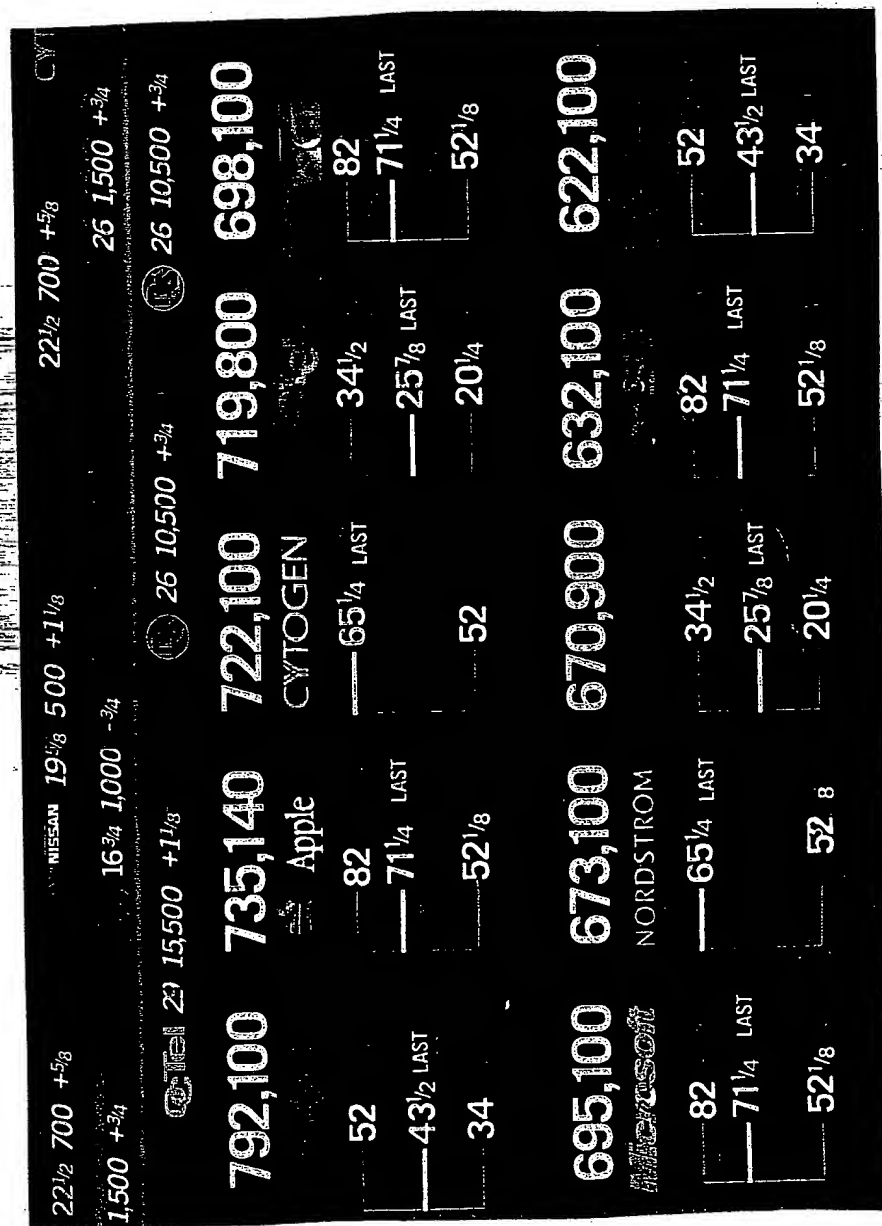 22½ 700 +⅝ NISSAN 19⅝ 500 +1⅛ 22½ 700 +⅝ CYT
1,500 +¾ 16¾ 1,000 -¾ 26 1,500 +¾
Tel 29 15,500 +1⅛ 26 10,500 +¾ 26 10,500 +¾
792,100 735,140 722,100 719,800 698,100
Apple CYTOGEN
52 82 65¼ LAST 34½ 82
43½ LAST 71¼ LAST 25⅞ LAST 71¼ LAST
34 52⅛ 52 20¼ 52⅛
695,100 673,100 670,900 632,100 622,100
Microsoft NORDSTROM
82 65¼ LAST 34½ 82 52
71¼ LAST 25⅞ LAST 71¼ LAST 43½ LAST
52⅛ 52 8 20¼ 52⅛ 34